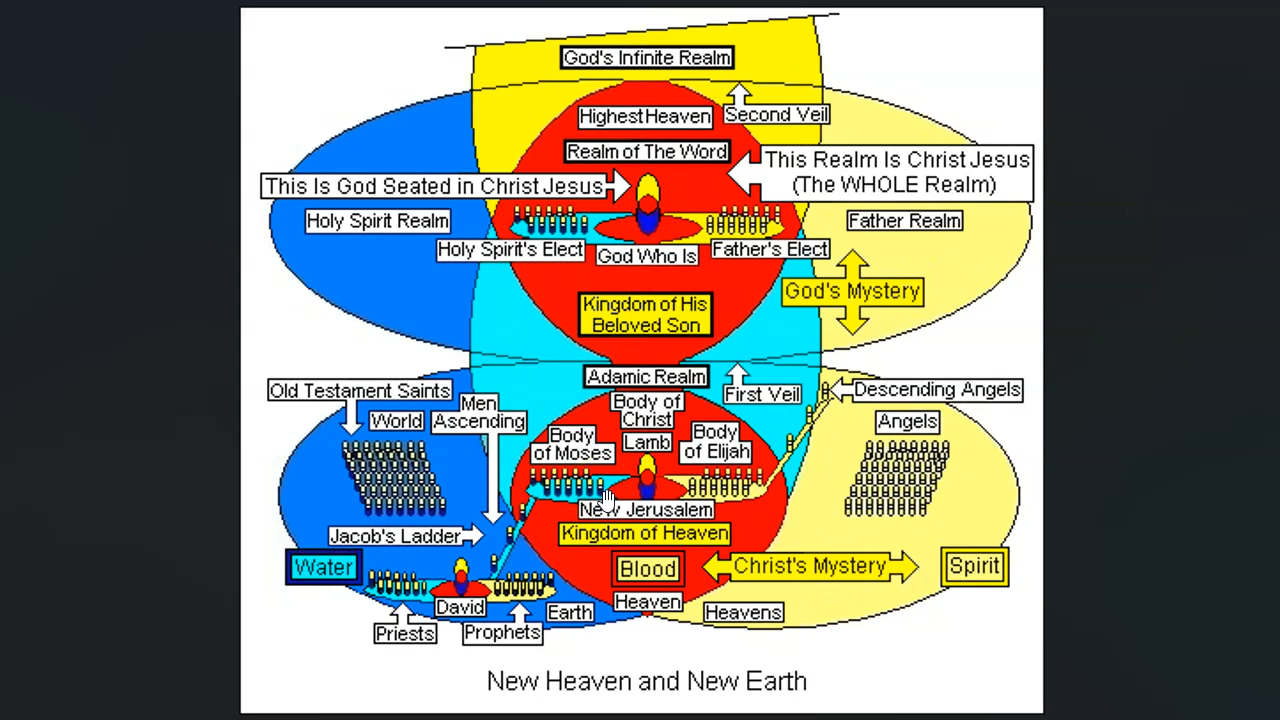 God's Infinite Realm
Highest Heaven
Second Veil
Realm of The Word
This Realm Is Christ Jesus
(The WHOLE Realm)
This Is God Seated in Christ Jesus
Holy Spirit Realm
Father Realm
Holy Spirit's Elect
God Who Is
Father's Elect
God's Mystery
Kingdom of His
Beloved Son
Adamic Realm
Old Testament Saints
First Veil
Descending Angels
World
Men
Ascending
Body of
Christ
Angels
Body
of Moses
Lamb
Body
of Elijah
New Jerusalem
Jacob's Ladder
Kingdom of Heaven
Water
Blood
Christ's Mystery
Spirit
David
Earth
Heaven
Heavens
Priests
Prophets
New Heaven and New Earth